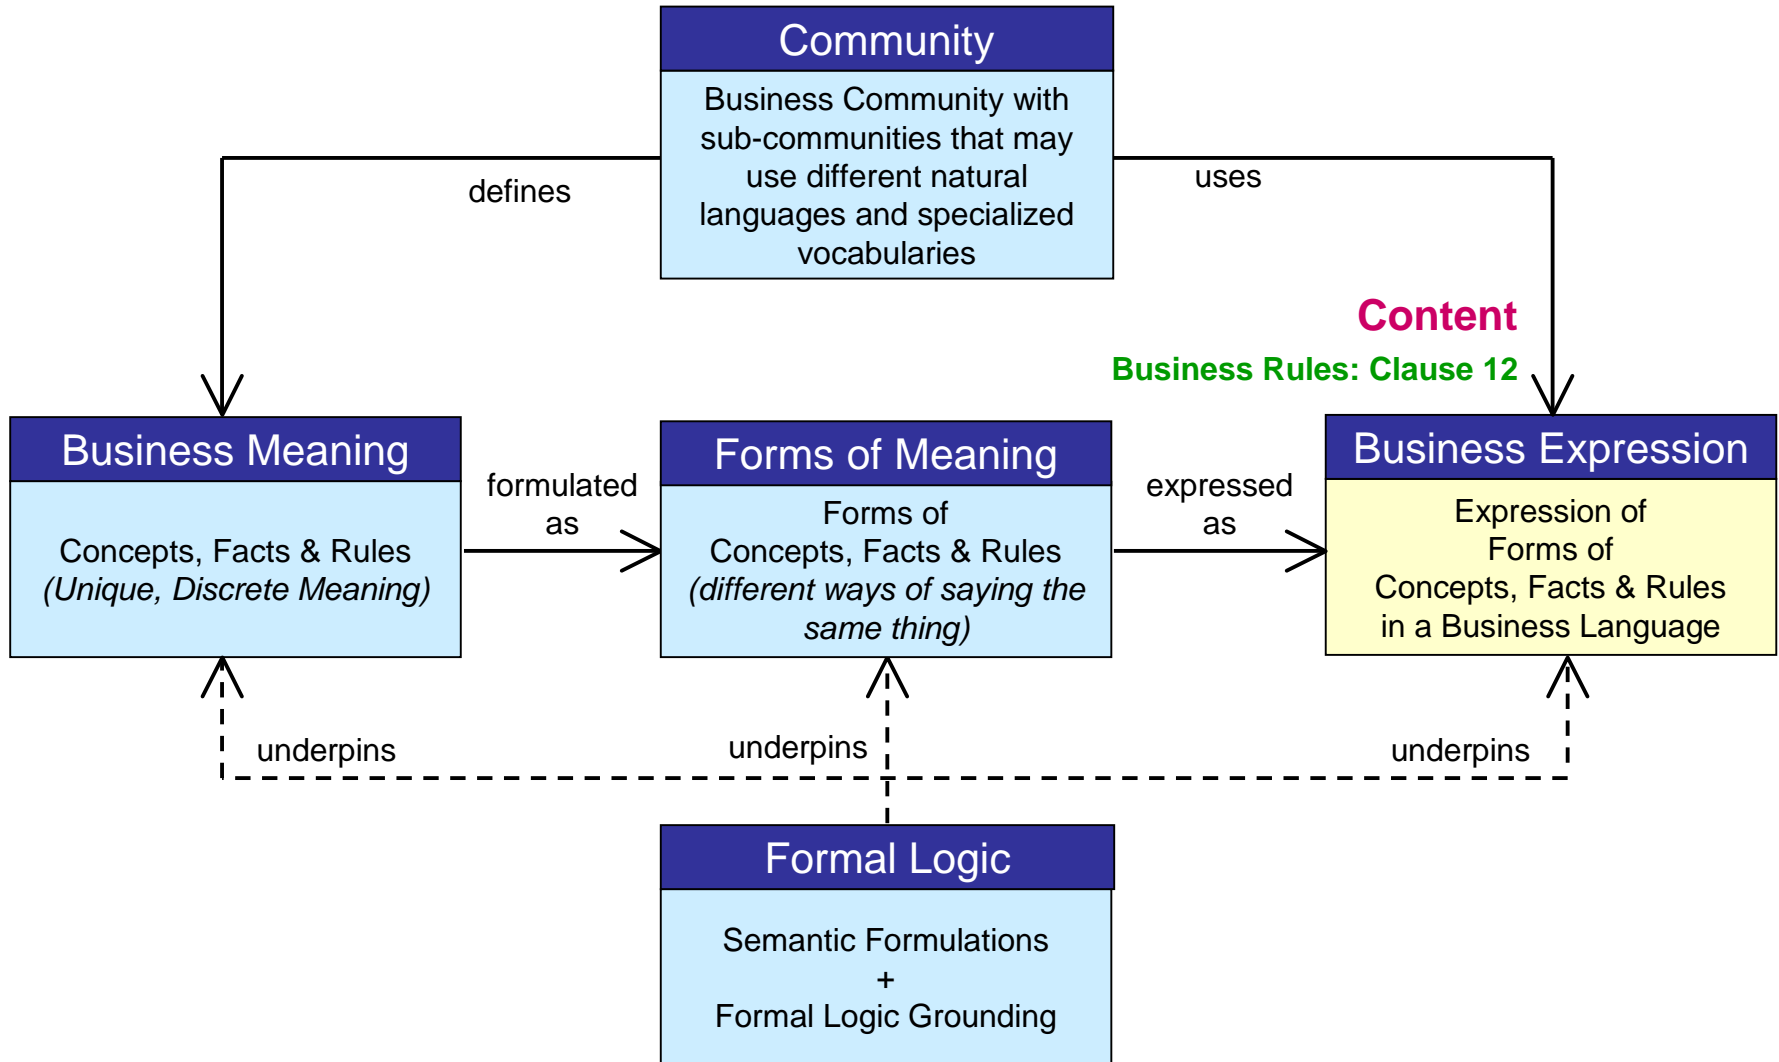 Community
Business Community with
sub-communities that may
use different natural
languages and specialized
vocabularies
defines
uses
Content
Business Rules: Clause 12
Business Meaning
Concepts, Facts & Rules
(Unique, Discrete Meaning)
formulated
as
Forms of Meaning
Forms of
Concepts, Facts & Rules
(different ways of saying the
same thing)
expressed
as
Business Expression
Expression of
Forms of
Concepts, Facts & Rules
in a Business Language
underpins
underpins
underpins
Formal Logic
Semantic Formulations
+
Formal Logic Grounding